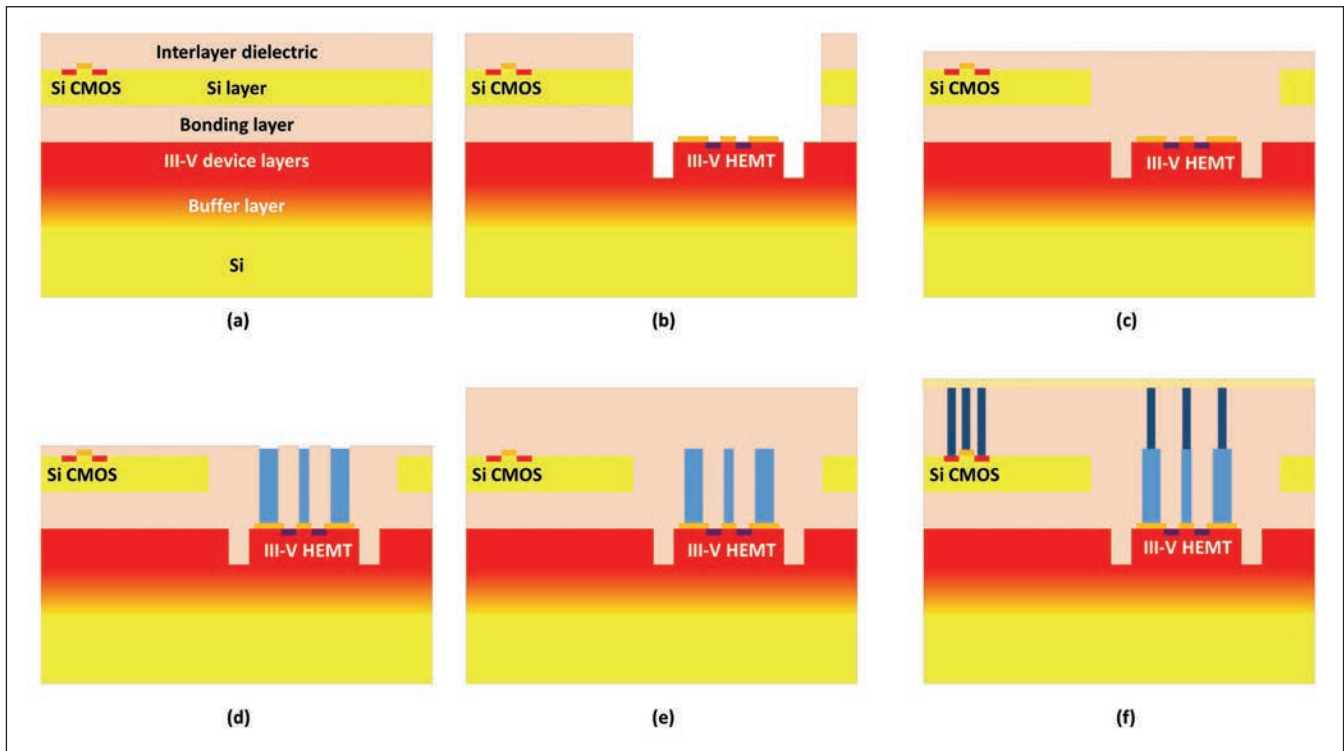 Interlayer dielectric
Si CMOS Si layer
Bonding layer
III-V device layers
Buffer layer
Si
(a)
Si CMOS
III-V HEMT
(b)
Si CMOS
III-V HEMT
(c)
Si CMOS
III-V HEMT
(d)
Si CMOS
III-V HEMT
(e)
Si CMOS
III-V HEMT
(f)